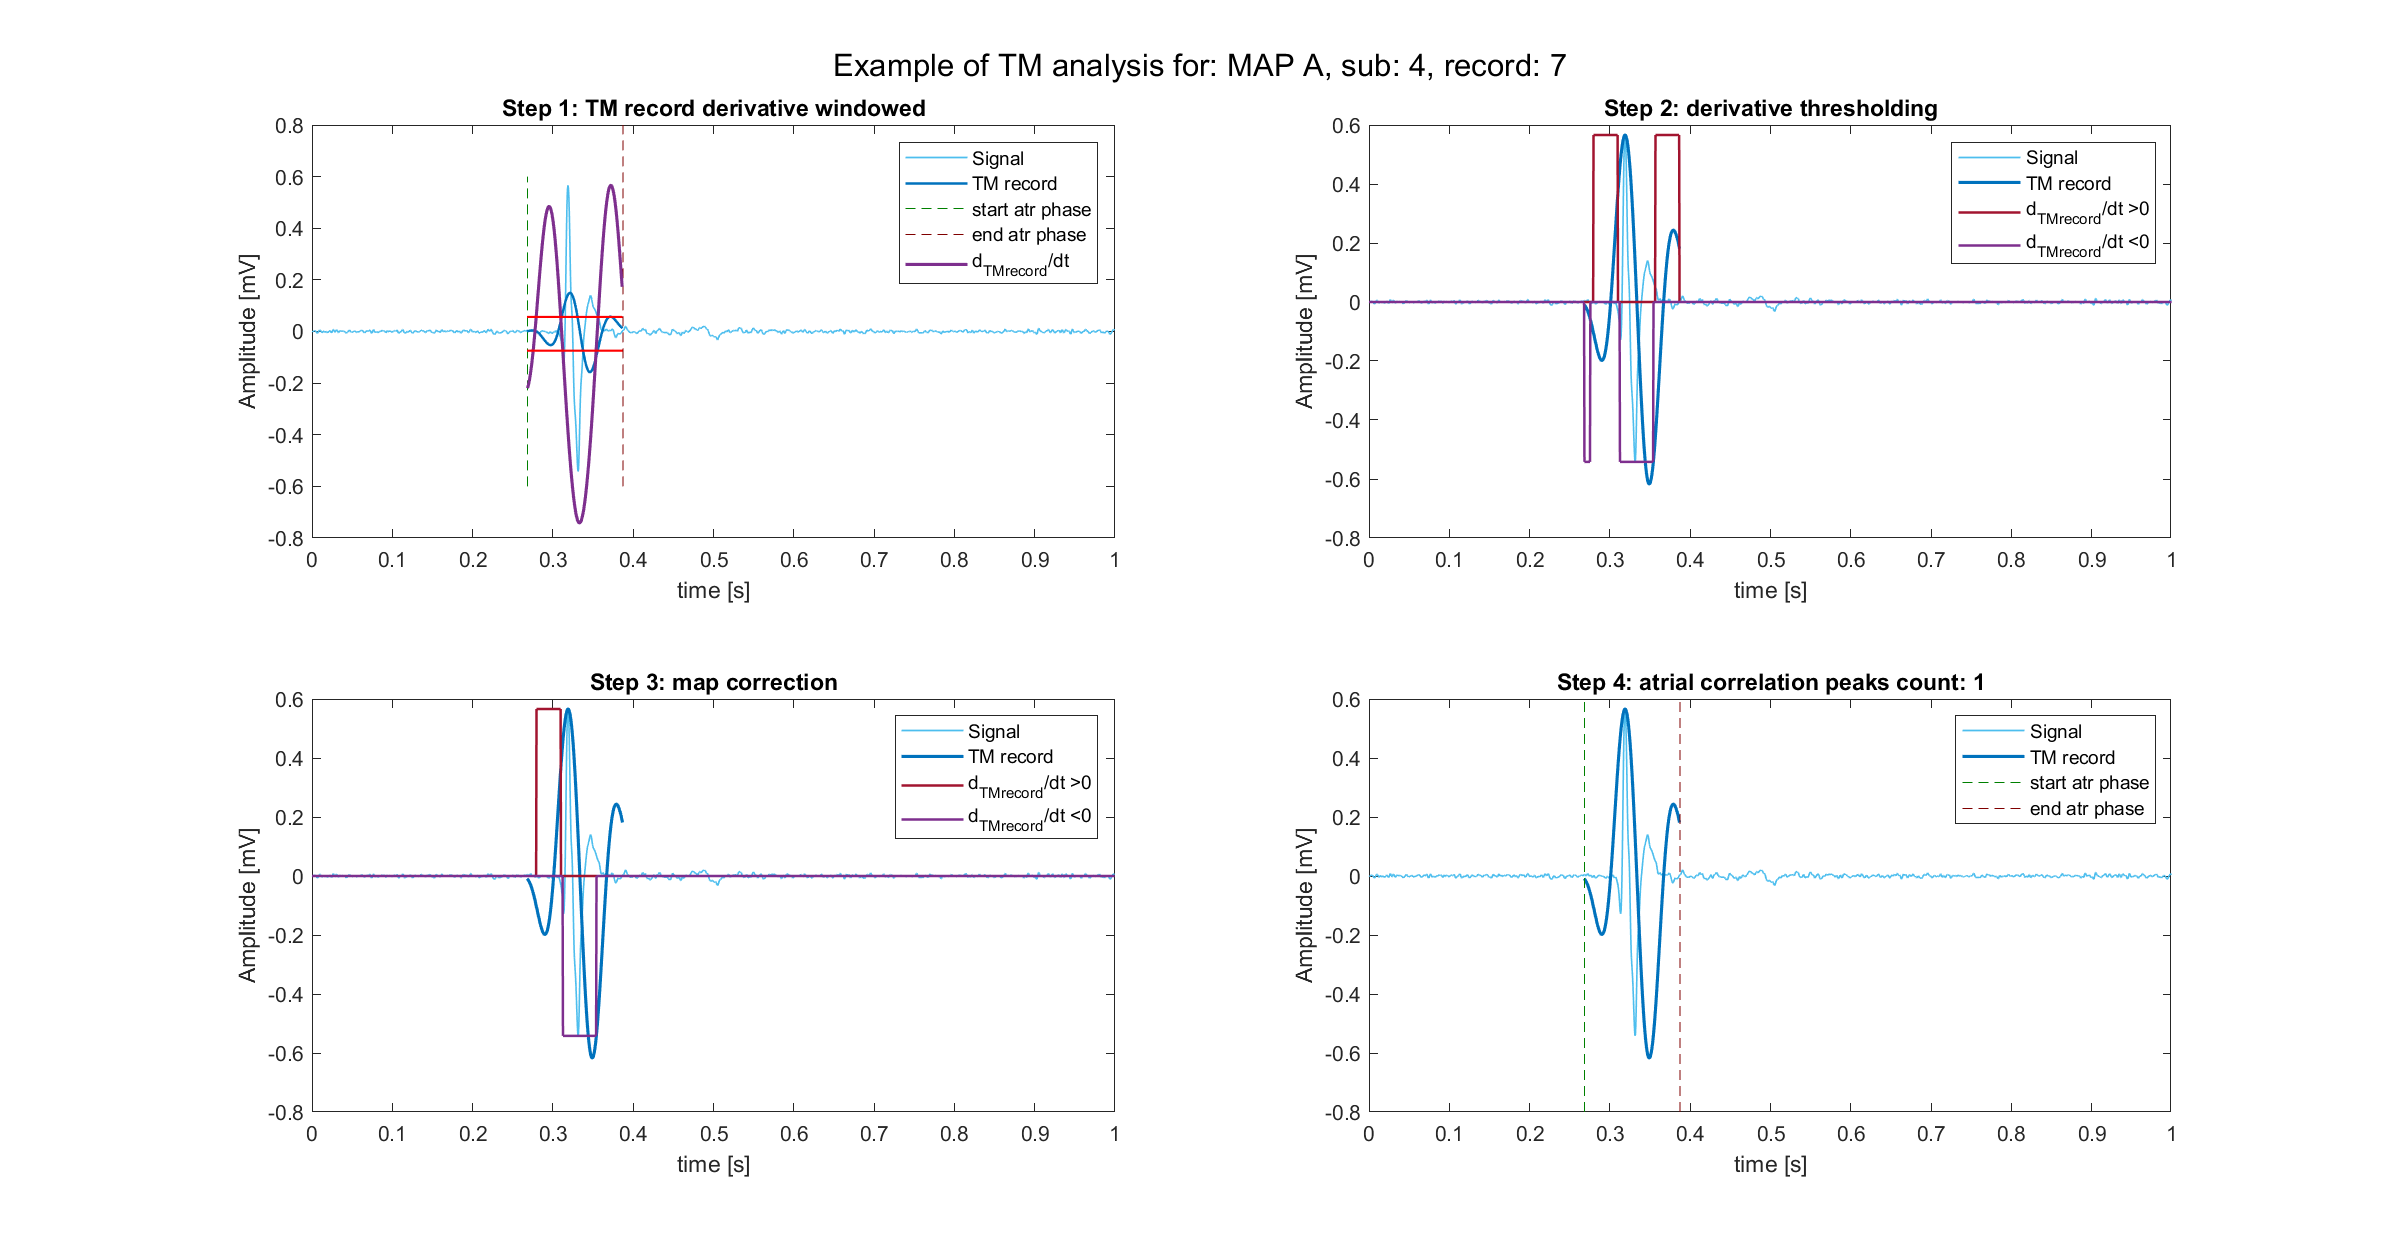 Example of TM analysis for: MAP A, sub: 4, record: 7
Step 1: TM record derivative windowed
0.8
0.6
0.4
0.2
0
-0.2
-0.4
-0.6
-0.8
Amplitude [mV]
0 0.1 0.2 0.3 0.4 0.5 0.6 0.7 0.8 0.9 1
time [s]
Signal
TM record
start atr phase
end atr phase
dTMrecord/dt
Step 2: derivative thresholding
0.6
0.4
0.2
0
-0.2
-0.4
-0.6
-0.8
Amplitude [mV]
0 0.1 0.2 0.3 0.4 0.5 0.6 0.7 0.8 0.9 1
time [s]
Signal
TM record
dTMrecord/dt >0
dTMrecord/dt <0
Step 3: map correction
0.6
0.4
0.2
0
-0.2
-0.4
-0.6
-0.8
Amplitude [mV]
0 0.1 0.2 0.3 0.4 0.5 0.6 0.7 0.8 0.9 1
time [s]
Signal
TM record
dTMrecord/dt >0
dTMrecord/dt <0
Step 4: atrial correlation peaks count: 1
0.6
0.4
0.2
0
-0.2
-0.4
-0.6
-0.8
Amplitude [mV]
0 0.1 0.2 0.3 0.4 0.5 0.6 0.7 0.8 0.9 1
time [s]
Signal
TM record
start atr phase
end atr phase